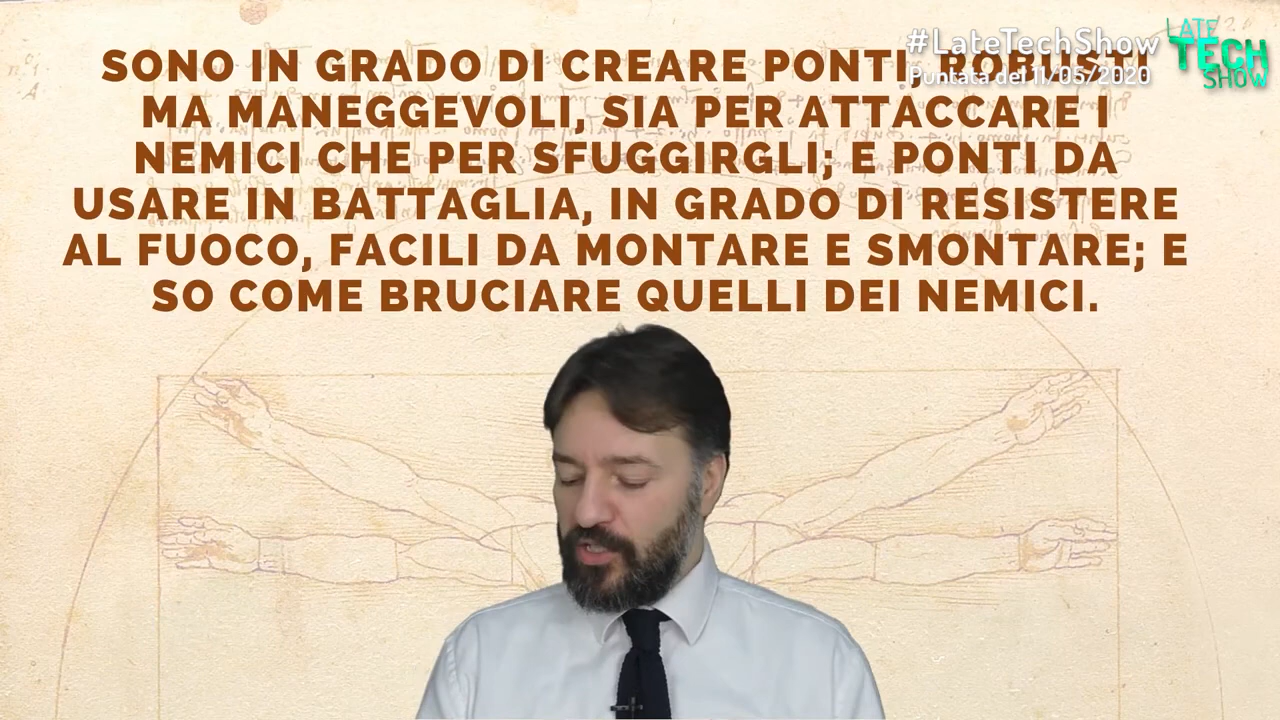 #LateTechShow
Puntata del 11/05/2020
LATE
TECH
SHOW
SONO IN GRADO DI CREARE PONTI, ROBUSTI
MA MANEGGEVOLI, SIA PER ATTACCARE I
NEMICI CHE PER SFUGGIRGLI; E PONTI DA
USARE IN BATTAGLIA, IN GRADO DI RESISTERE
AL FUOCO, FACILI DA MONTARE E SMONTARE; E
SO COME BRUCIARE QUELLI DEI NEMICI.